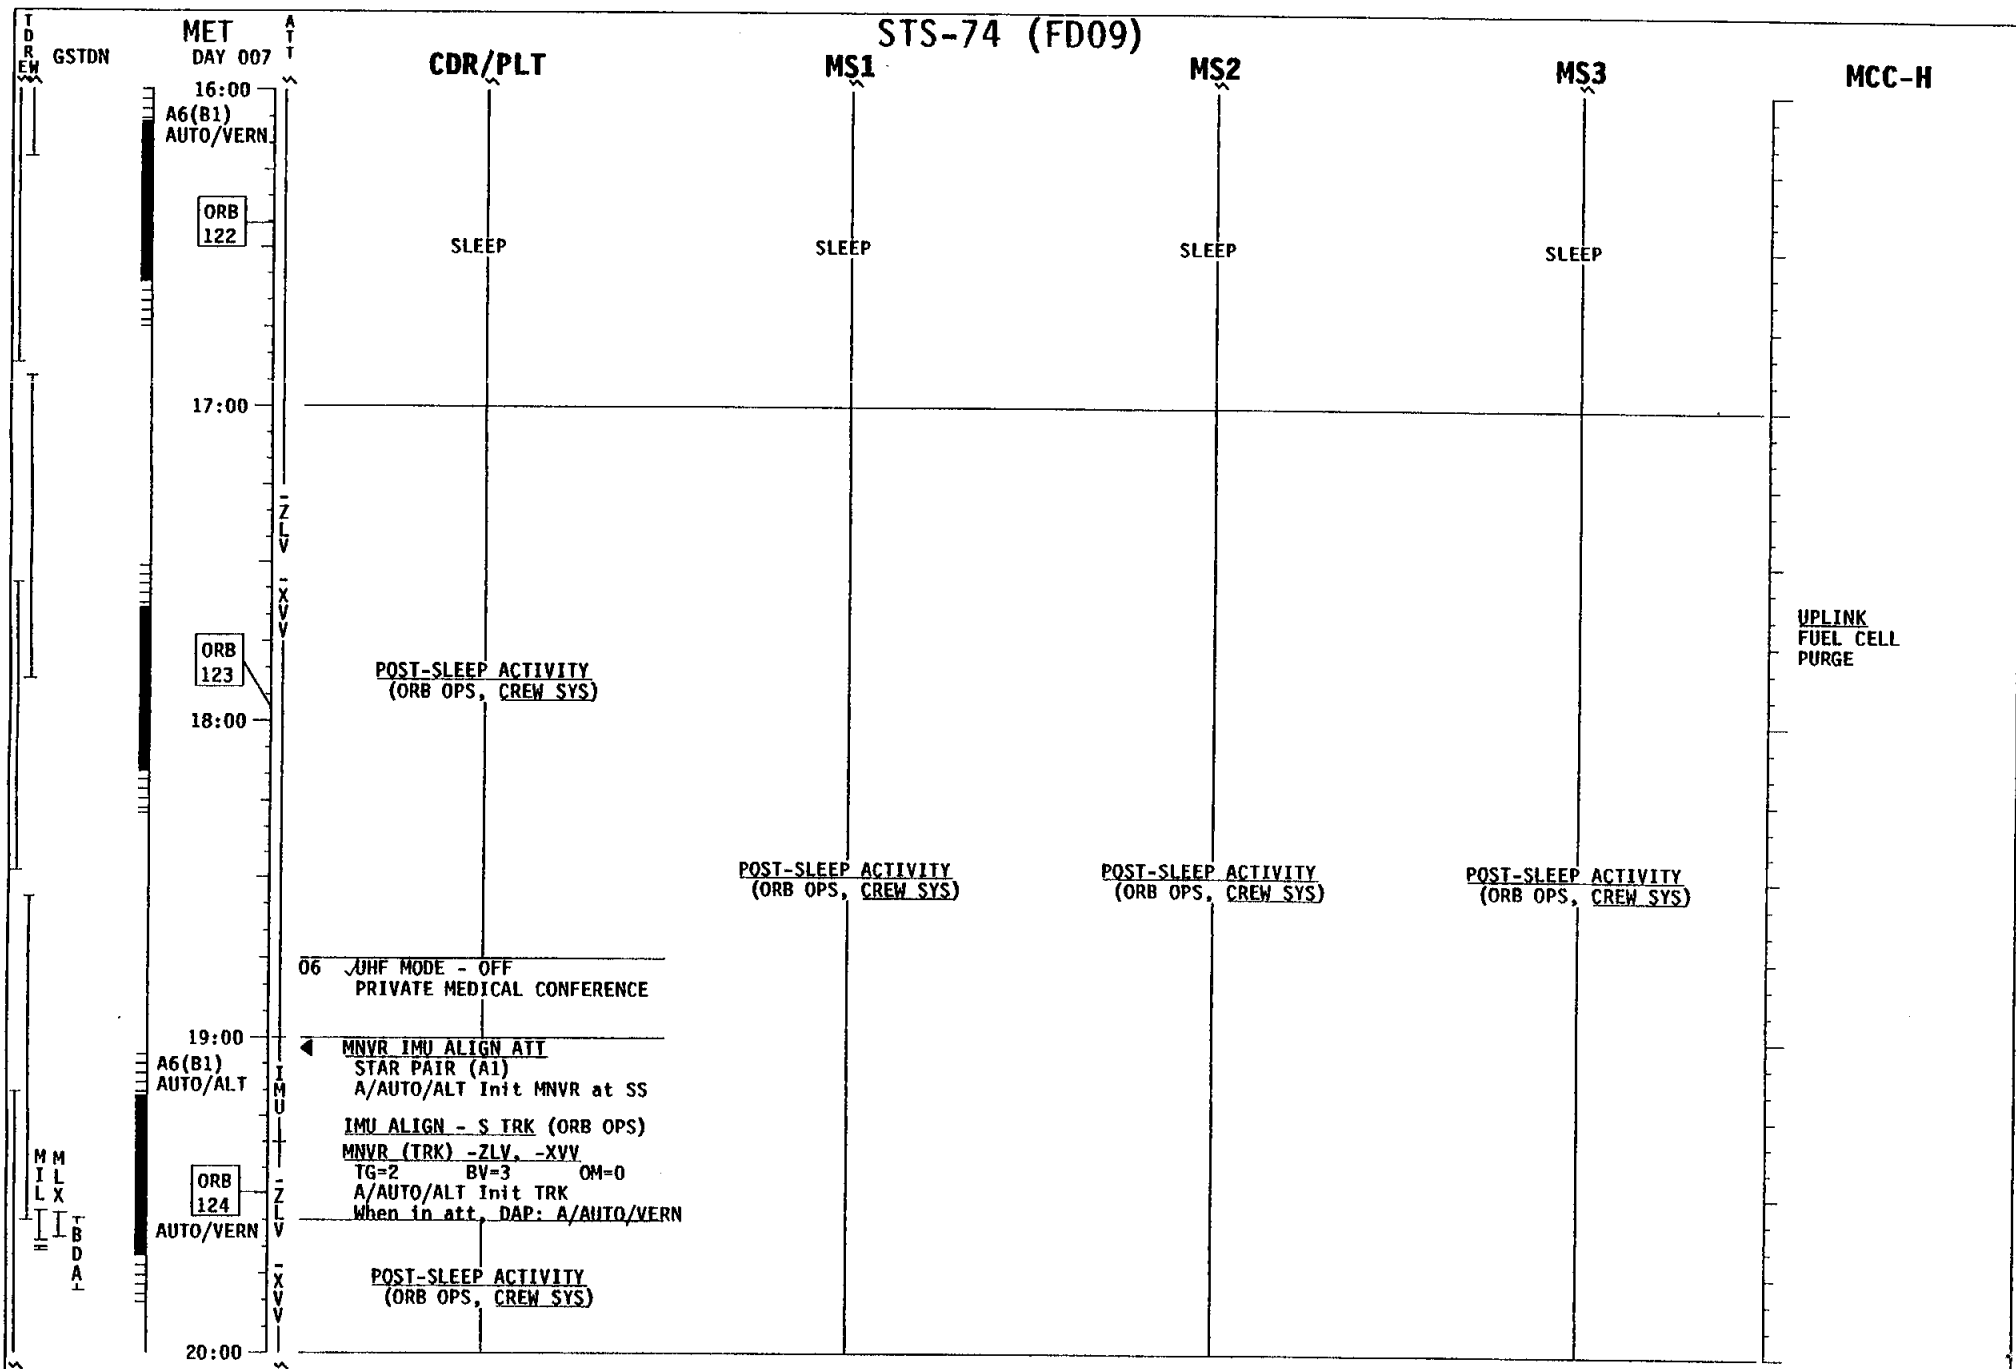 STS-74 (FD09)
TDRE W
GSTDN
MET
DAY 007
ATT
CDR/PLT
MS1
MS2
MS3
MCC-H
16:00
A6(B1)
AUTO/VERN
ORB
122
SLEEP
SLEEP
SLEEP
SLEEP
17:00
-ZLV
-XVV
UPLINK
FUEL CELL
PURGE
ORB
123
POST-SLEEP ACTIVITY
(ORB OPS, CREW SYS)
18:00
POST-SLEEP ACTIVITY
(ORB OPS, CREW SYS)
POST-SLEEP ACTIVITY
(ORB OPS, CREW SYS)
POST-SLEEP ACTIVITY
(ORB OPS, CREW SYS)
06 ✓UHF MODE - OFF
PRIVATE MEDICAL CONFERENCE
19:00
A6(B1)
AUTO/ALT
IMU
MNVR IMU ALIGN ATT
STAR PAIR (A1)
A/AUTO/ALT Init MNVR at SS
IMU ALIGN - S TRK (ORB OPS)
MNVR (TRK) -ZLV, -XVV
TG=2 BV=3 OM=0
A/AUTO/ALT Init TRK
When in att, DAP: A/AUTO/VERN
MIL
MLX
BDA
ORB
124
AUTO/VERN
-ZLV
-XVV
POST-SLEEP ACTIVITY
(ORB OPS, CREW SYS)
20:00